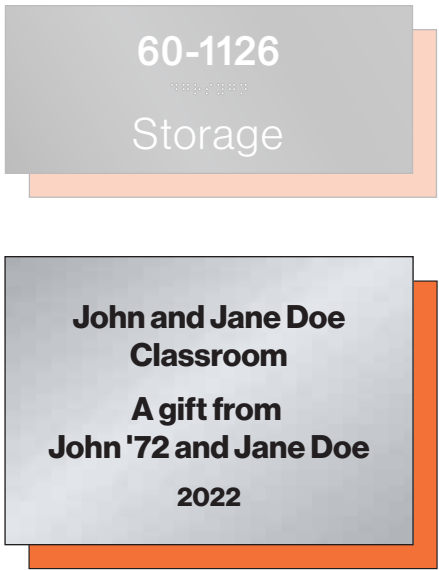 60-1126
Storage
John and Jane Doe
Classroom
A gift from
John '72 and Jane Doe
2022